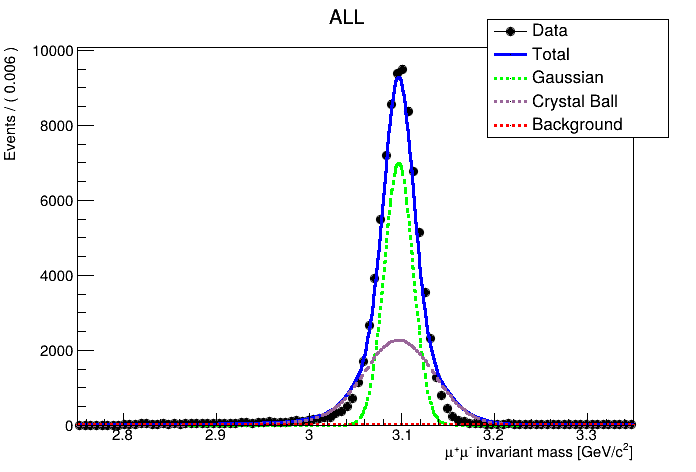 ALL
Data
Total
Gaussian
Crystal Ball
Background
Events / ( 0.006 )
10000
8000
6000
4000
2000
0
2.8 2.9 3 3.1 3.2 3.3
μ⁺μ⁻ invariant mass [GeV/c²]